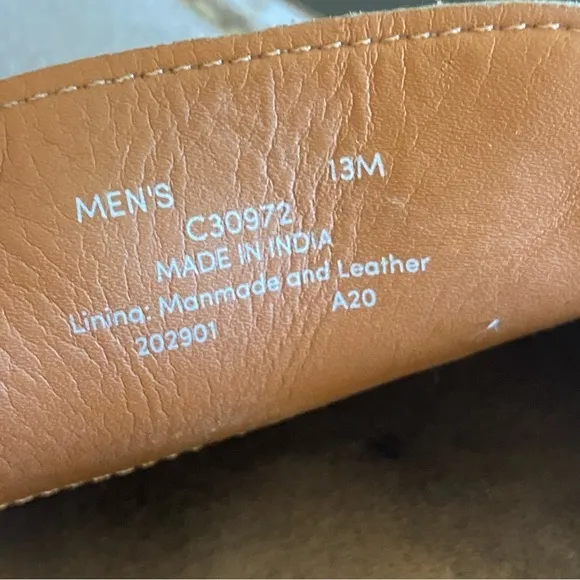 MEN'S 13M
C30972
MADE IN INDIA
Lining: Manmade and Leather
202901 A20